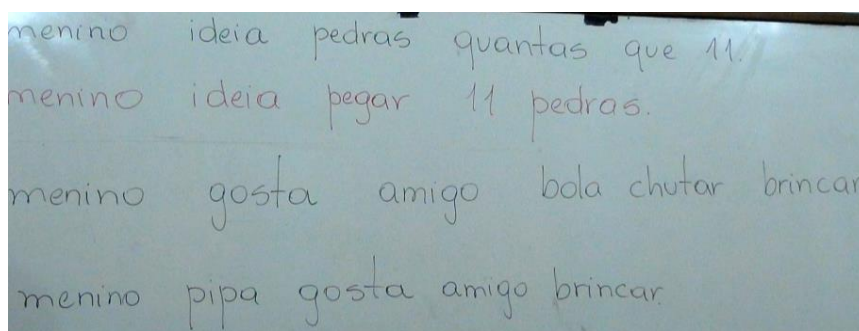 menino ideia pedras quantas que 11.
menino ideia pegar 11 pedras.
menino gosta amigo bola chutar brincar
menino pipa gosta amigo brincar.